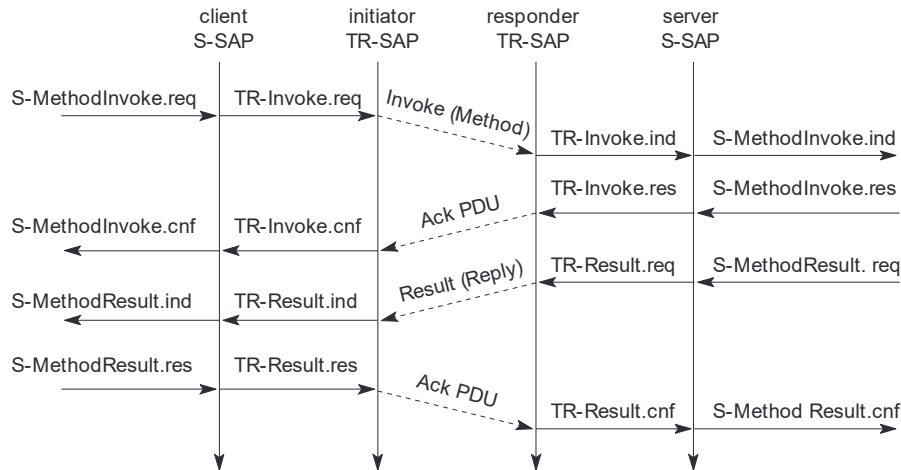 client initiator responder server
S-SAP TR-SAP TR-SAP S-SAP
S-MethodInvoke.req TR-Invoke.req Invoke (Method)
TR-Invoke.ind S-MethodInvoke.ind
TR-Invoke.res S-MethodInvoke.res
S-MethodInvoke.cnf TR-Invoke.cnf Ack PDU
TR-Result.req S-MethodResult. req
S-MethodResult.ind TR-Result.ind Result (Reply)
S-MethodResult.res TR-Result.res Ack PDU
TR-Result.cnf S-Method Result.cnf